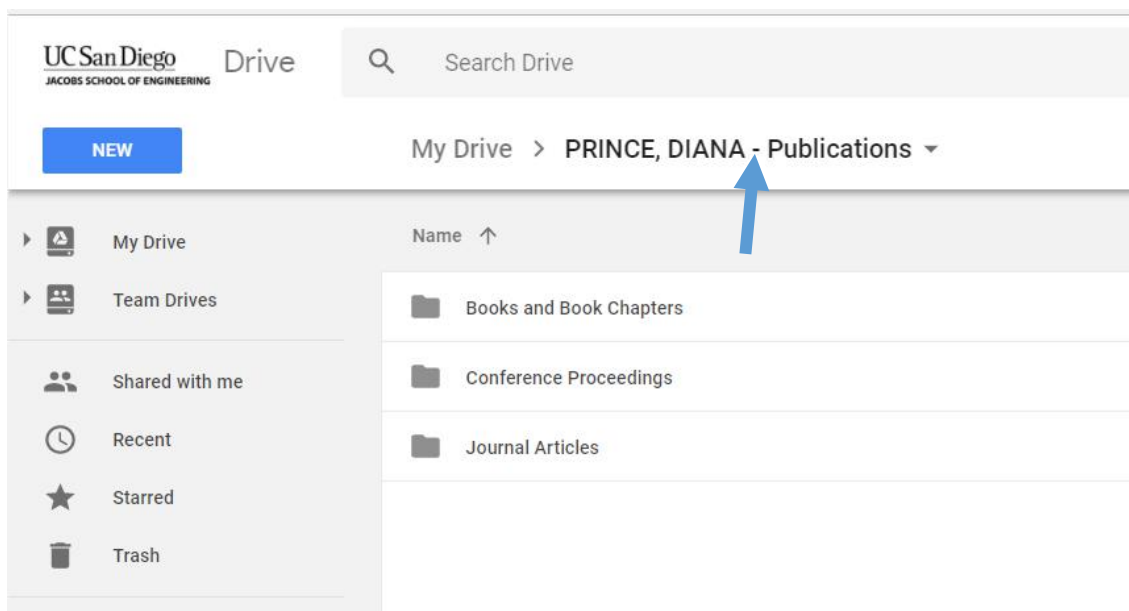 UC San Diego
JACOBS SCHOOL OF ENGINEERING
Drive
Search Drive
NEW
My Drive > PRINCE, DIANA - Publications
My Drive
Team Drives
Shared with me
Recent
Starred
Trash
Name
Books and Book Chapters
Conference Proceedings
Journal Articles